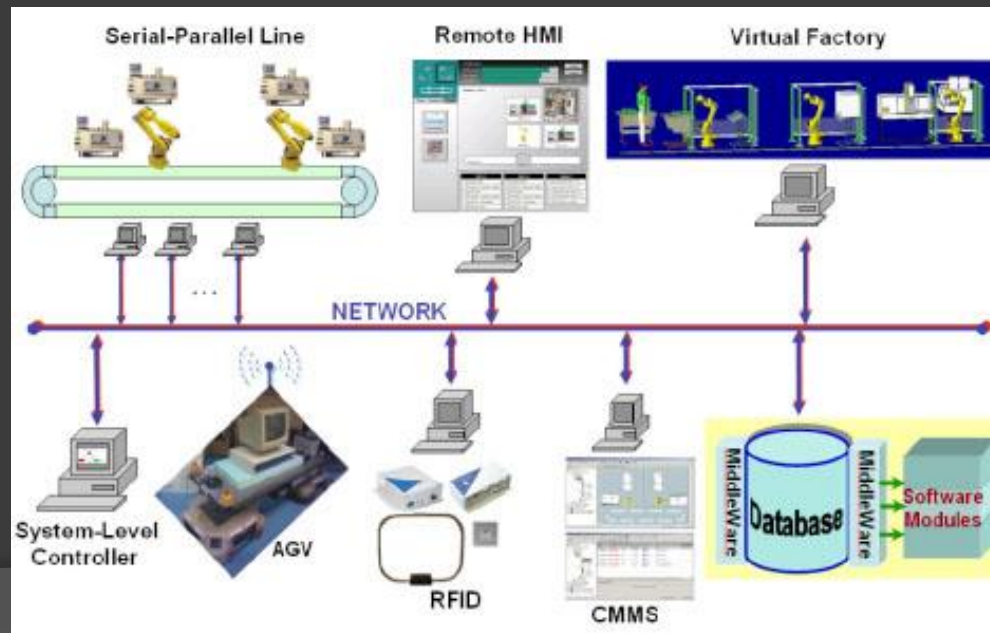 Serial-Parallel Line
Remote HMI
Virtual Factory
...
NETWORK
System-Level
Controller
AGV
RFID
CMMS
MiddleWare
Database
MiddleWare
Software
Modules